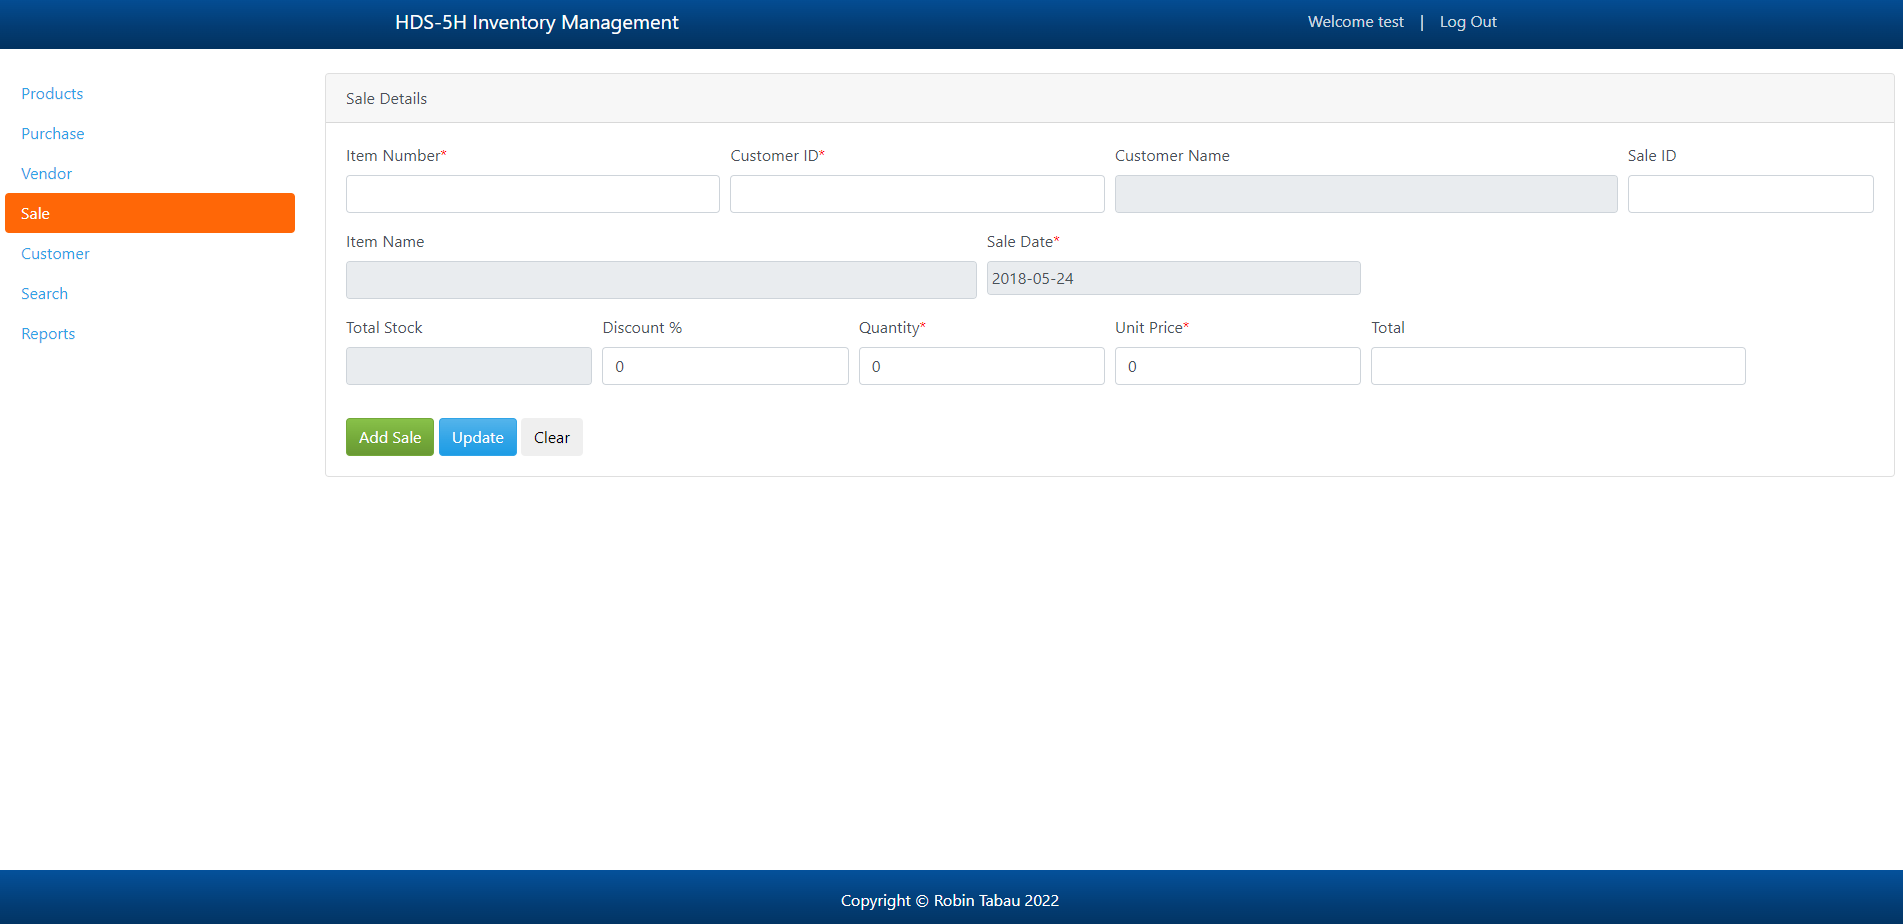 HDS-5H Inventory Management
Welcome test | Log Out
Products
Purchase
Vendor
Sale
Customer
Search
Reports
Sale Details
Item Number* Customer ID* Customer Name Sale ID
Item Name Sale Date*
2018-05-24
Total Stock Discount % Quantity* Unit Price* Total
0 0 0
Add Sale Update Clear
Copyright © Robin Tabau 2022